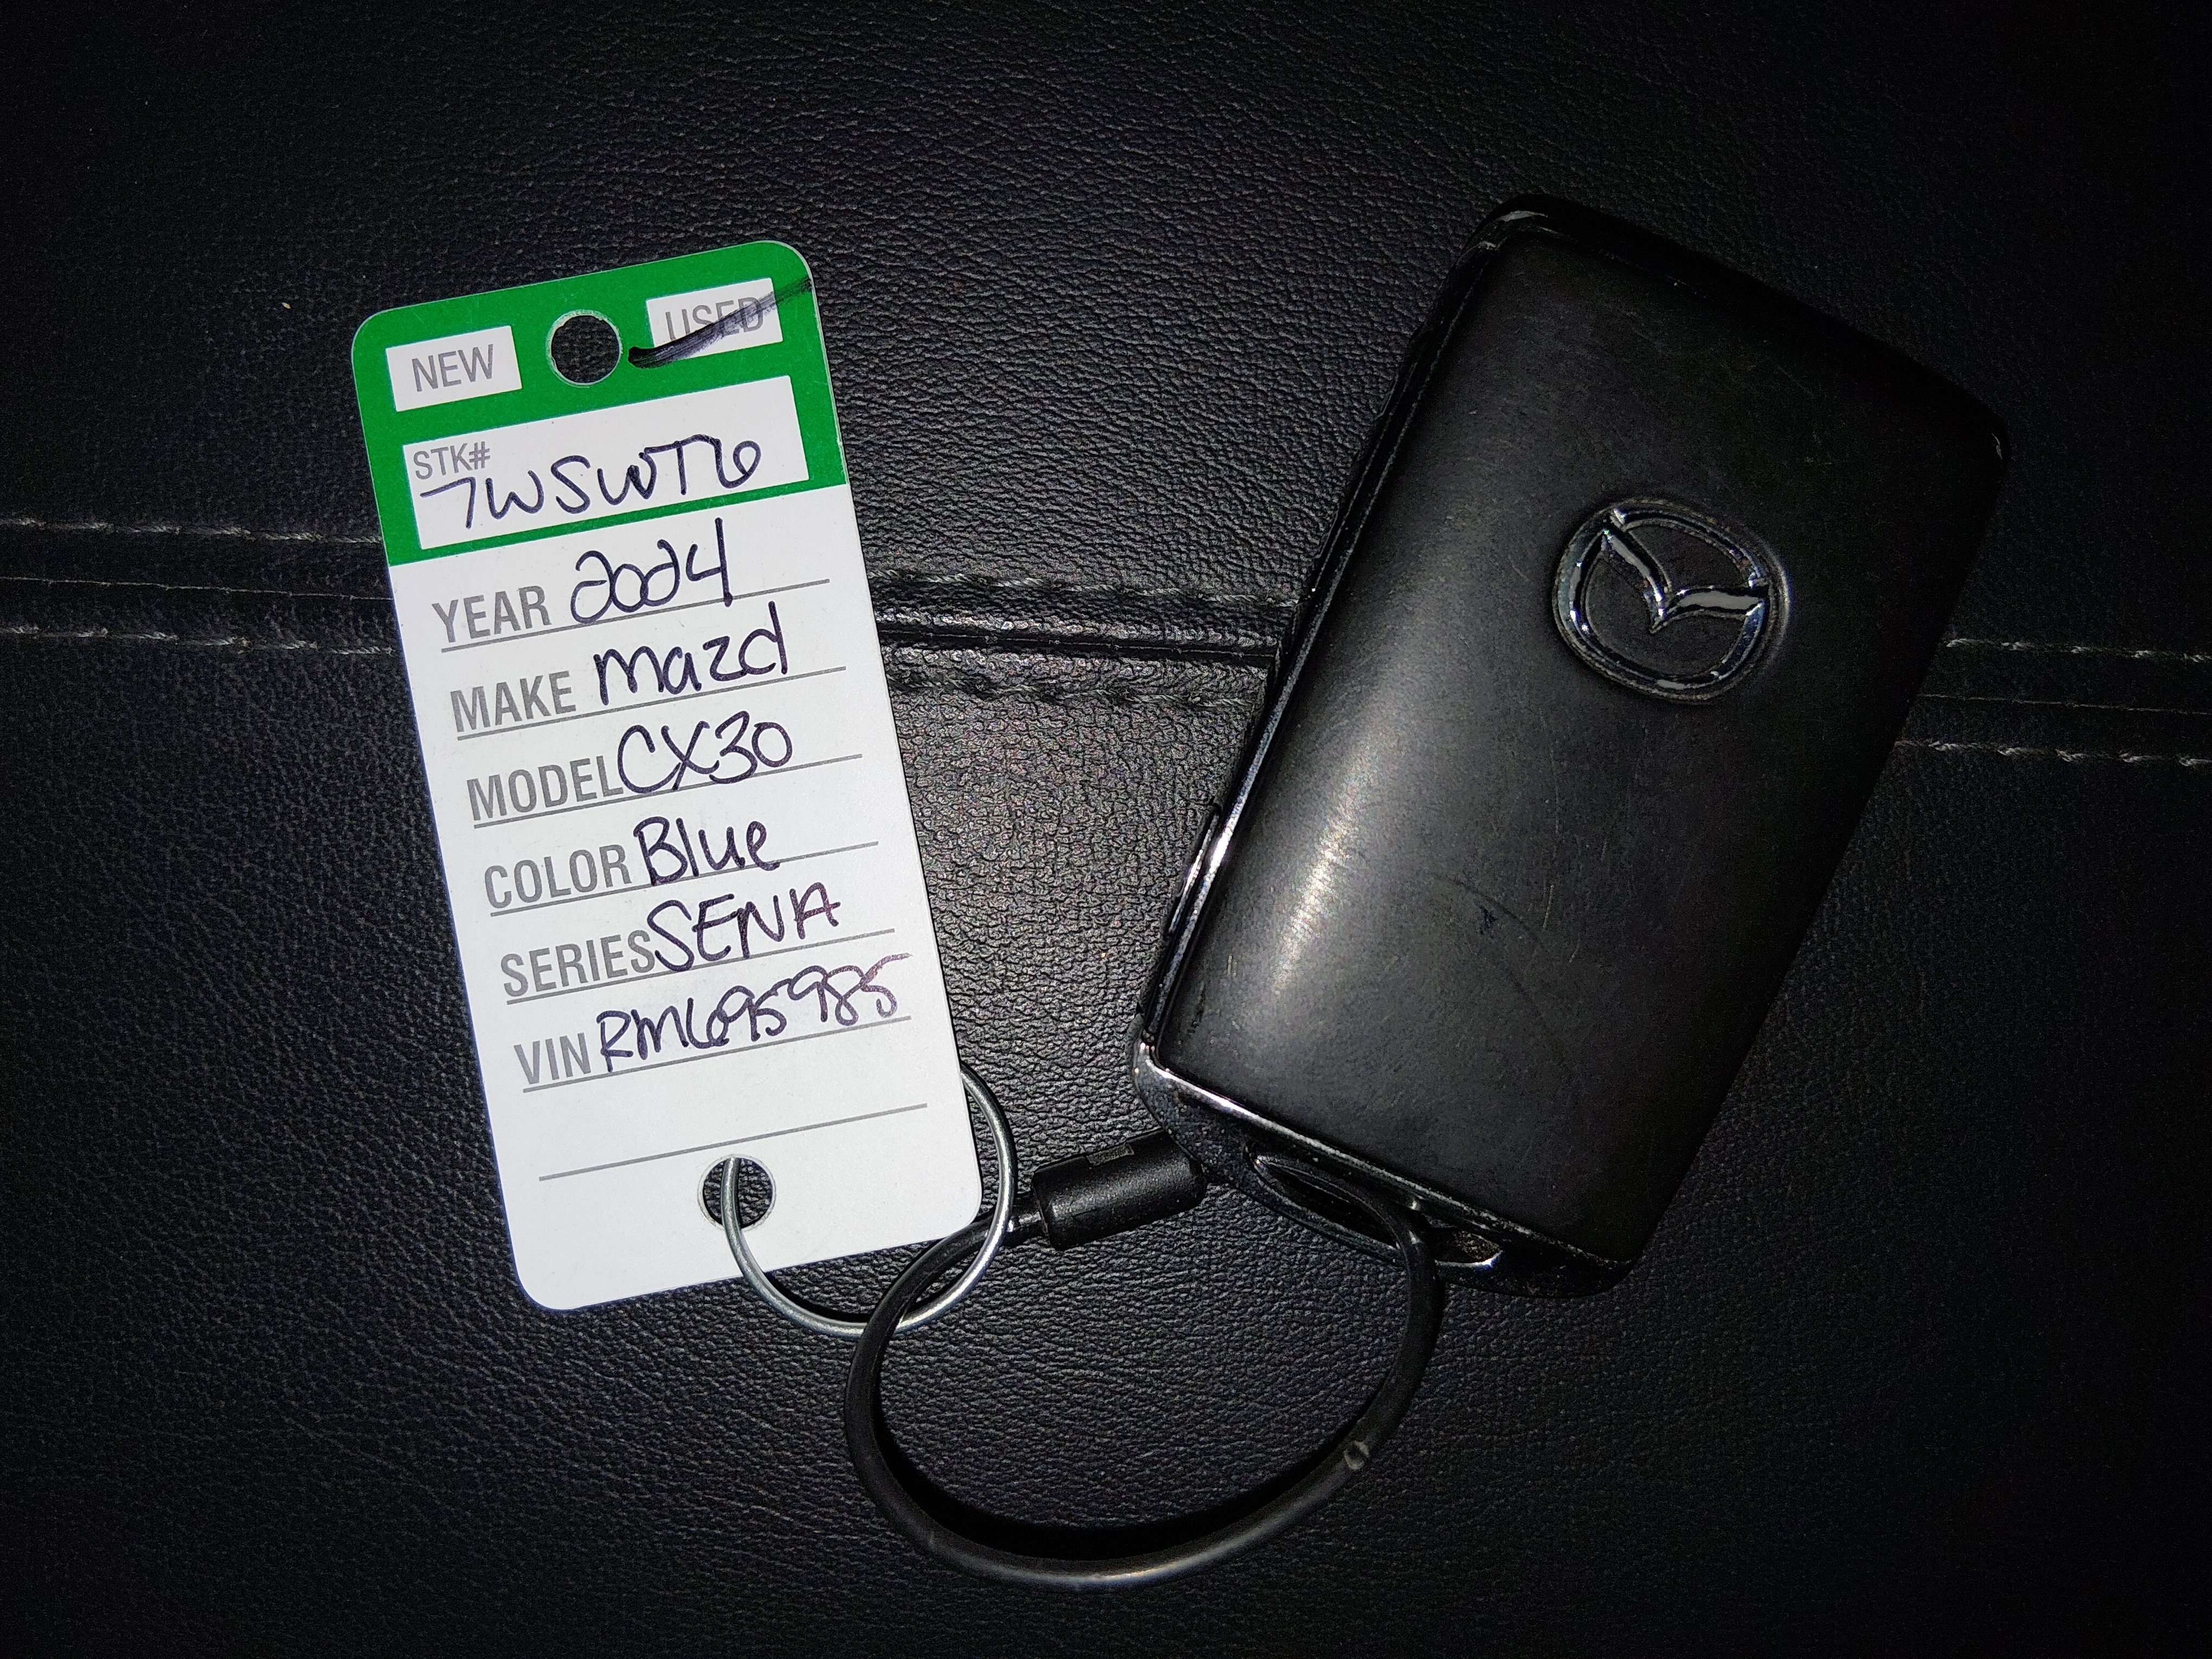 NEW USED
STK#
7WSWT6
YEAR 2024
MAKE mazd
MODEL CX30
COLOR Blue
SERIES SENA
VIN RM695985